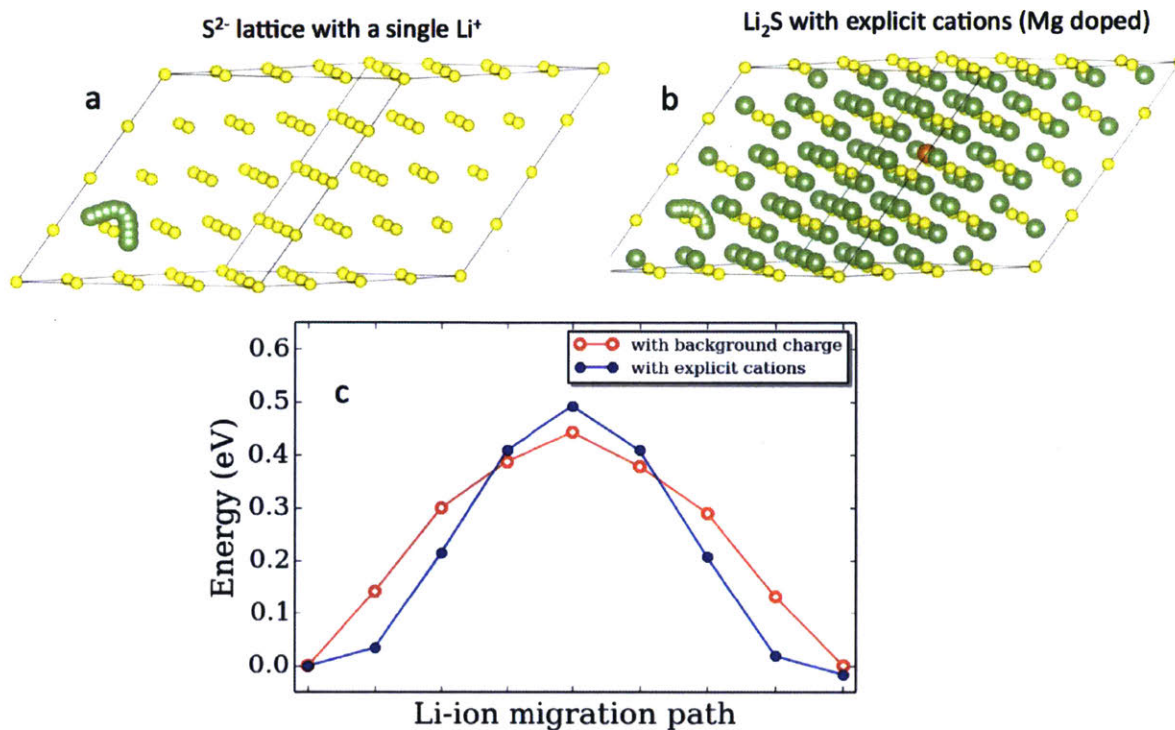 S²⁻ lattice with a single Li⁺
Li₂S with explicit cations (Mg doped)
a
b
c
with background charge
with explicit cations
0.6
0.5
0.4
0.3
0.2
0.1
0.0
Energy (eV)
Li-ion migration path